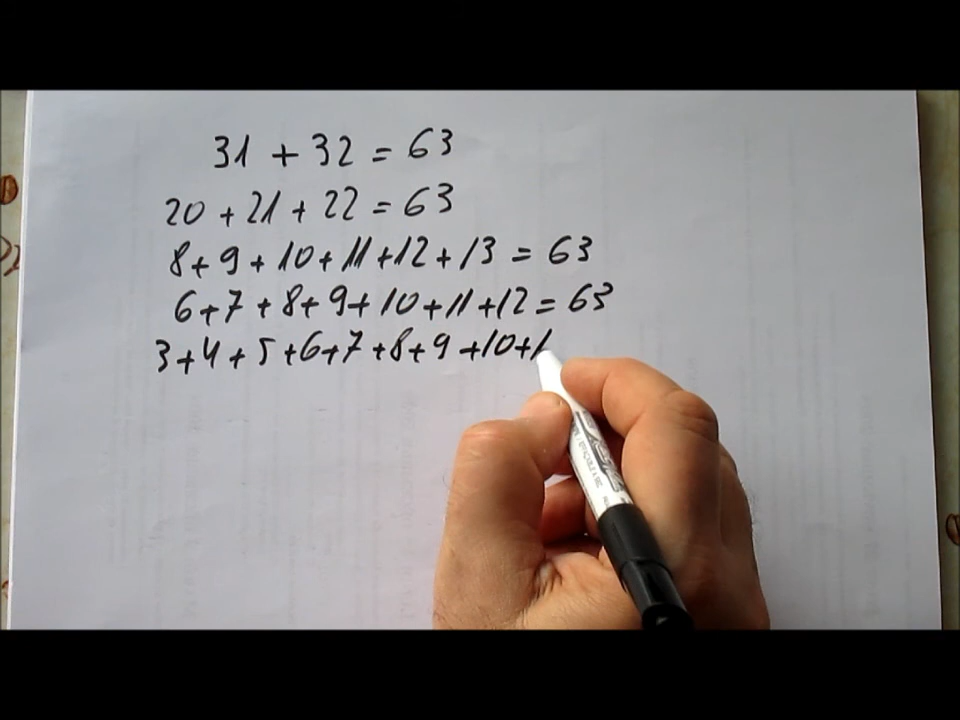 31 + 32 = 63
20 + 21 + 22 = 63
8 + 9 + 10 + 11 + 12 + 13 = 63
6 + 7 + 8 + 9 + 10 + 11 + 12 = 63
3 + 4 + 5 + 6 + 7 + 8 + 9 + 10 + 1